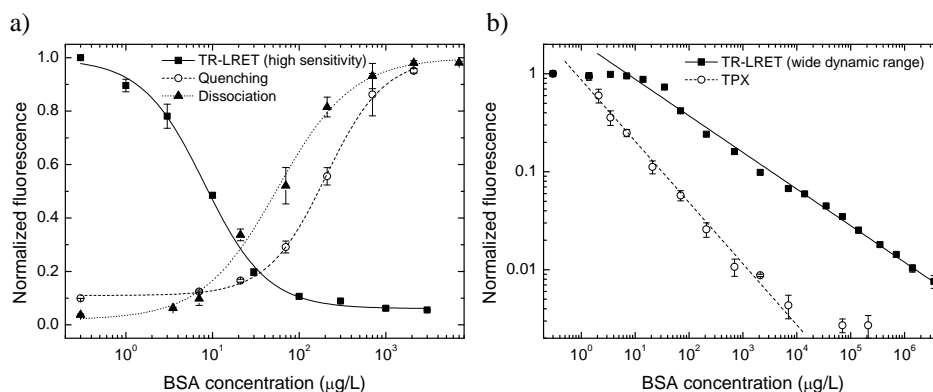 a)
b)
TR-LRET (high sensitivity)
Quenching
Dissociation
1.0
0.8
0.6
0.4
0.2
0.0
Normalized fluorescence
10⁰ 10¹ 10² 10³
BSA concentration (μg/L)
TR-LRET (wide dynamic range)
TPX
1
0.1
0.01
Normalized fluorescence
10⁰ 10¹ 10² 10³ 10⁴ 10⁵ 10⁶
BSA concentration (μg/L)